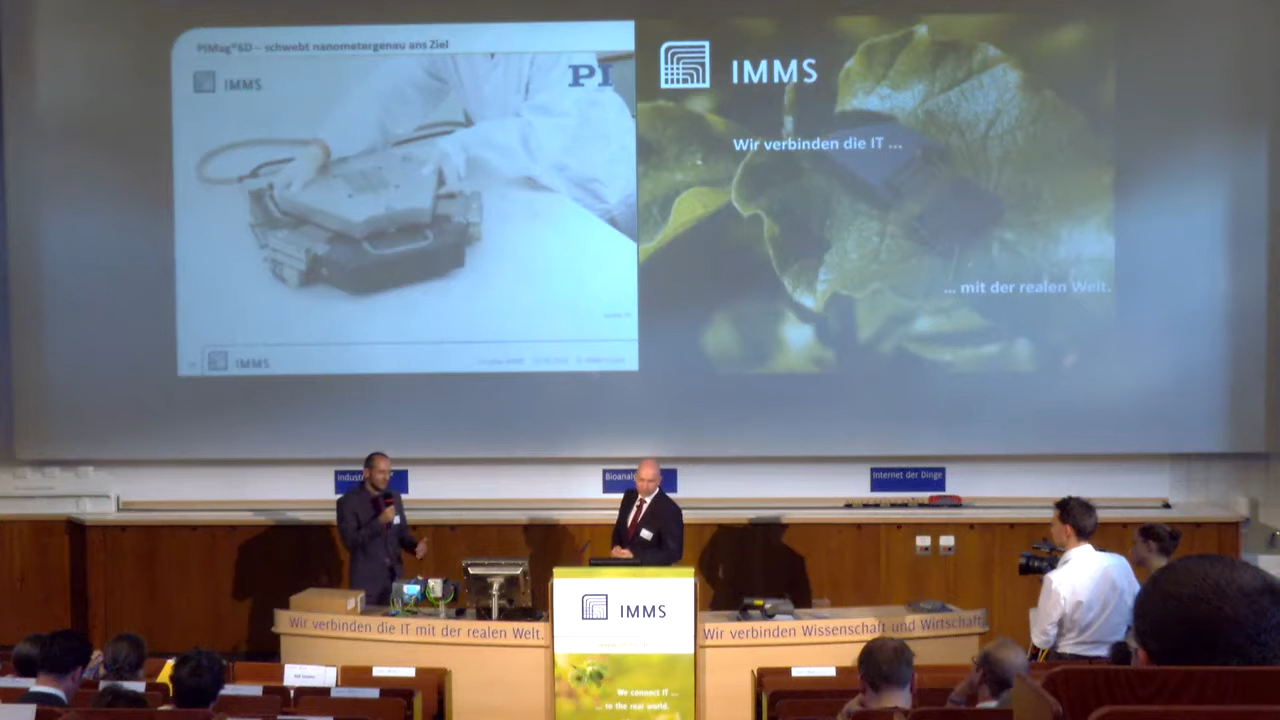 PIMag® 6D – schwebt nanometergenau ans Ziel
IMMS
PI
IMMS
IMMS
Wir verbinden die IT ...
... mit der realen Welt.
Internet der Dinge
IMMS
Wir verbinden die IT mit der realen Welt.
Wir verbinden Wissenschaft und Wirtschaft.
We connect IT ...
... to the real world.